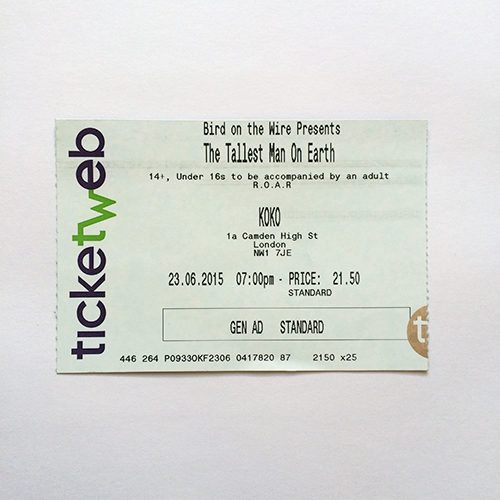 ticketweb
Bird on the Wire Presents
The Tallest Man On Earth
14+, Under 16s to be accompanied by an adult
R.O.A.R
KOKO
1a Camden High St
London
NW1 7JE
23.06.2015 07:00pm - PRICE: 21.50
STANDARD
GEN AD STANDARD
446 264 P0933OKF2306 0417820 87 2150 x25